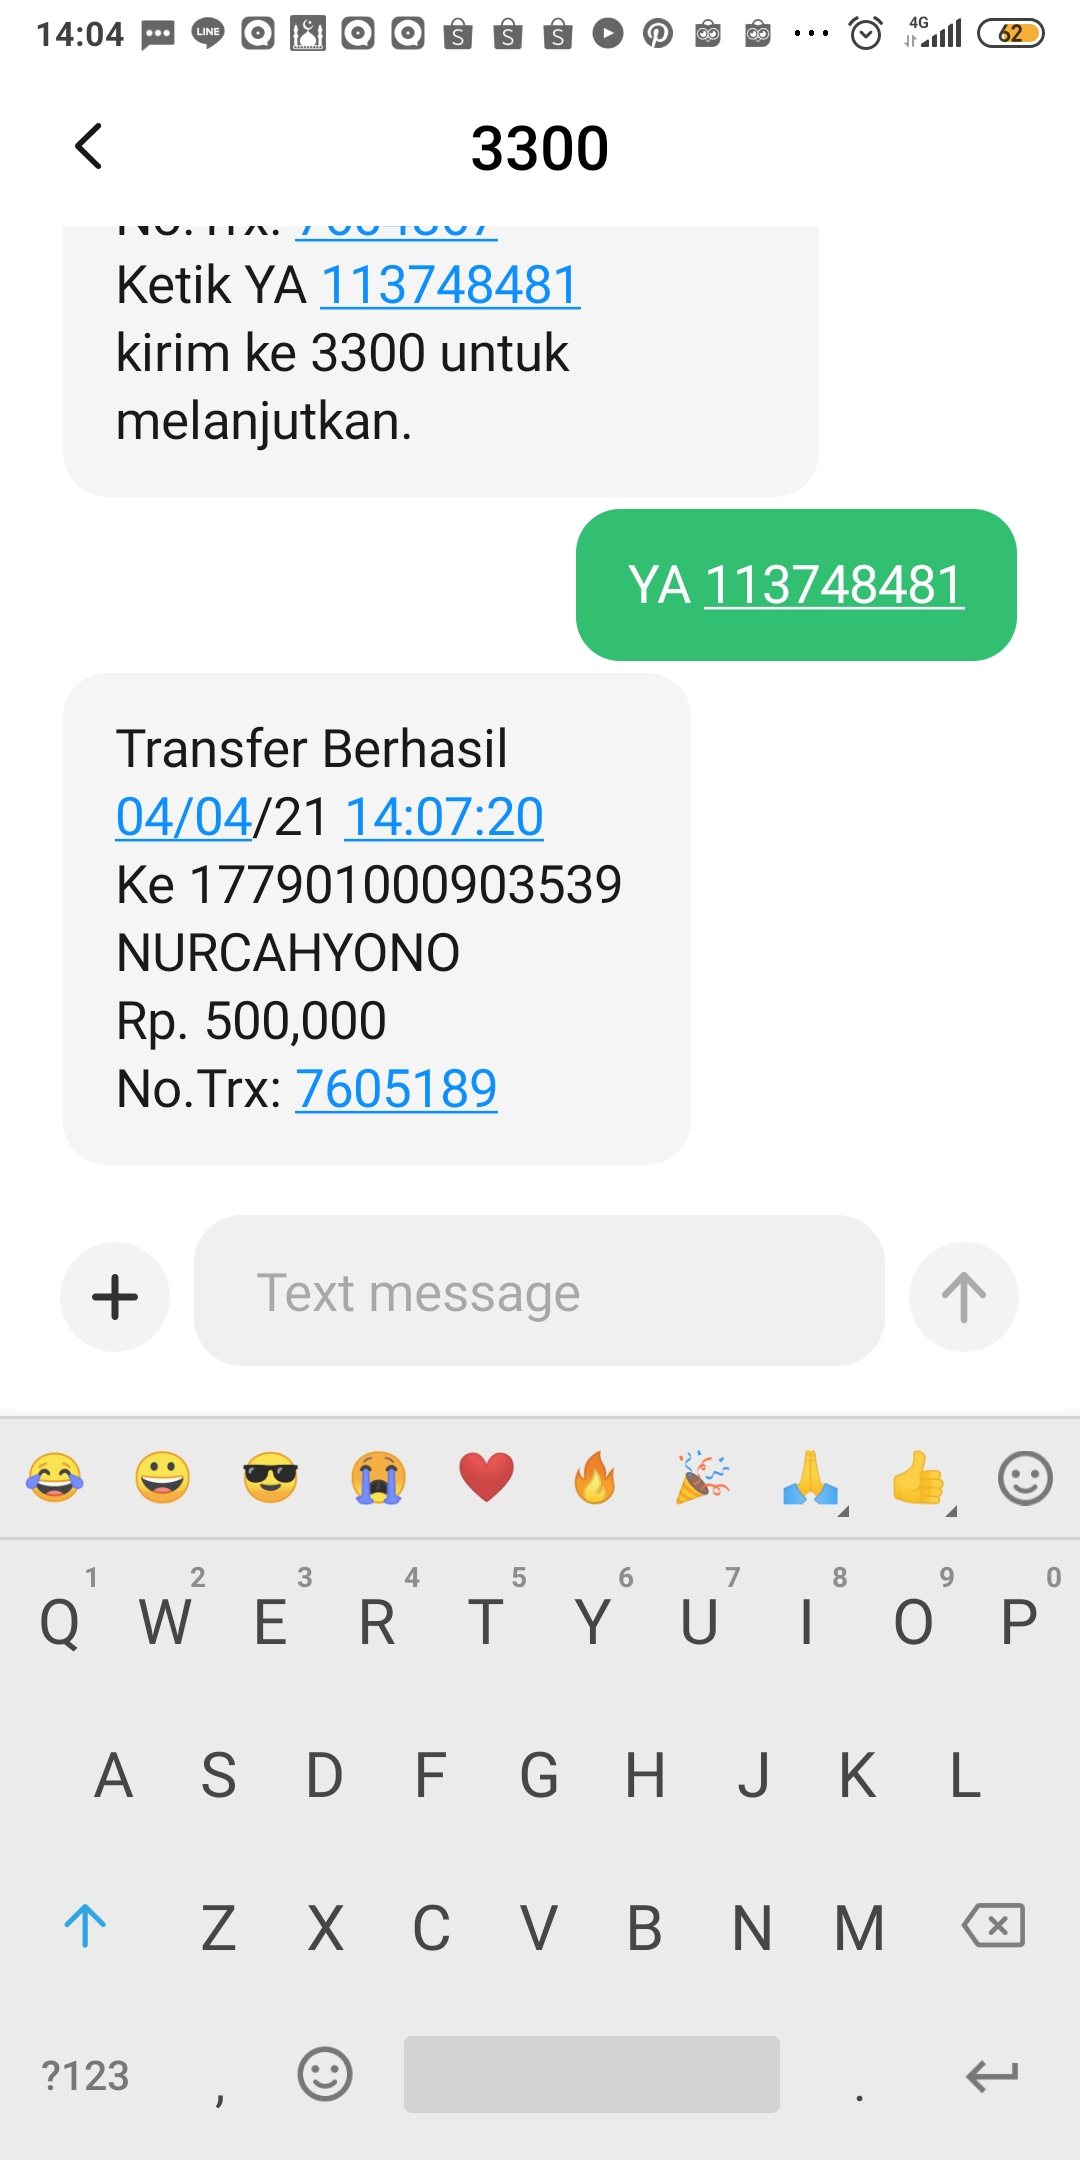 14:04
LINE
4G
62
3300
Ketik YA 113748481
kirim ke 3300 untuk
melanjutkan.
YA 113748481
Transfer Berhasil
04/04/21 14:07:20
Ke 177901000903539
NURCAHYONO
Rp. 500,000
No.Trx: 7605189
Text message
1 2 3 4 5 6 7 8 9 0
Q W E R T Y U I O P
A S D F G H J K L
Z X C V B N M
?123 , .